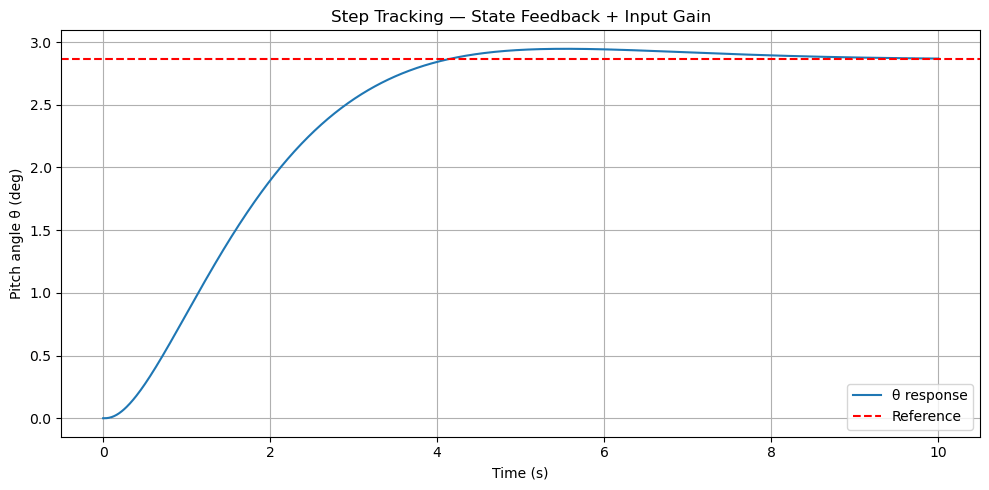 Step Tracking — State Feedback + Input Gain
Pitch angle θ (deg)
3.0
2.5
2.0
1.5
1.0
0.5
0.0
θ response
Reference
0 2 4 6 8 10
Time (s)